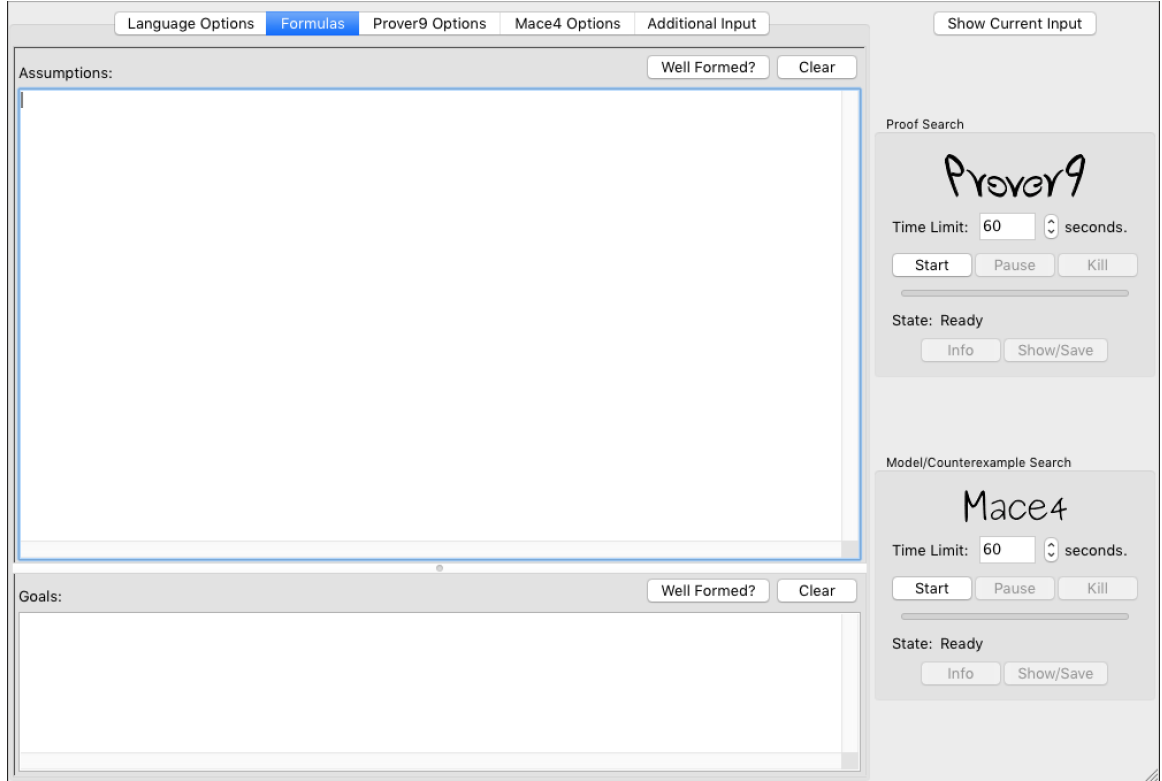 Language Options Formulas Prover9 Options Mace4 Options Additional Input
Show Current Input
Assumptions:
Well Formed? Clear
Goals:
Well Formed? Clear
Proof Search
Prover9
Time Limit: 60 seconds.
Start Pause Kill
State: Ready
Info Show/Save
Model/Counterexample Search
Mace4
Time Limit: 60 seconds.
Start Pause Kill
State: Ready
Info Show/Save